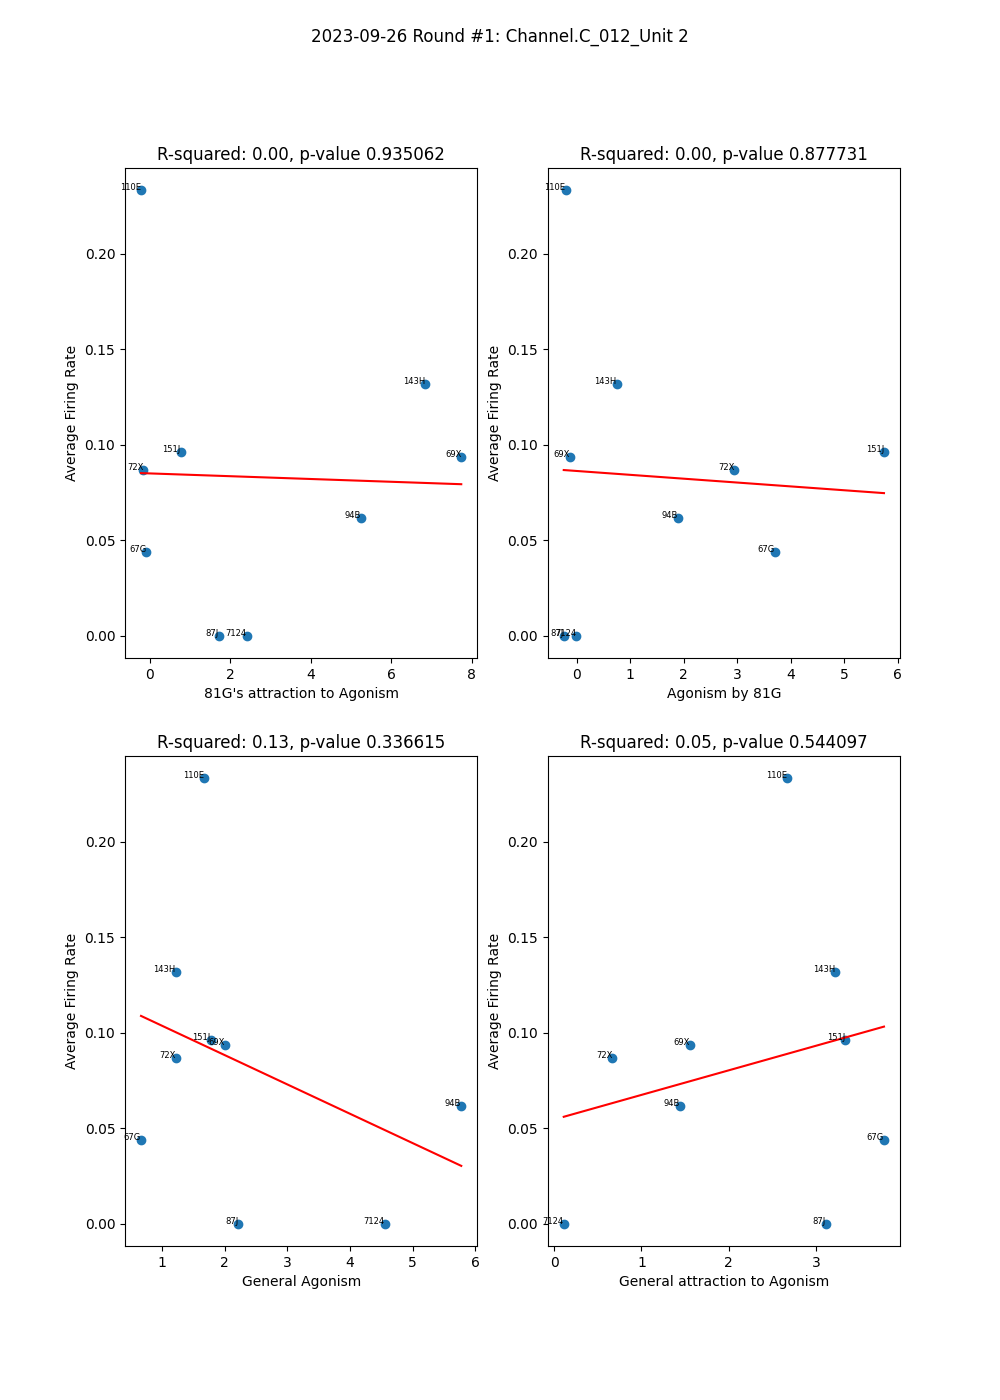 2023-09-26 Round #1: Channel.C_012_Unit 2
R-squared: 0.00, p-value 0.935062
110E
0.20
0.15
143H
0.10
151J
69X
72X
94B
0.05
67G
87J
7124
0.00
0 2 4 6 8
Average Firing Rate
81G's attraction to Agonism
R-squared: 0.00, p-value 0.877731
110E
0.20
0.15
143H
0.10
151J
69X
72X
94B
0.05
67G
87J
7124
0.00
0 1 2 3 4 5 6
Average Firing Rate
Agonism by 81G
R-squared: 0.13, p-value 0.336615
110E
0.20
0.15
143H
0.10
151J
69X
72X
94B
0.05
67G
87J
7124
0.00
1 2 3 4 5 6
Average Firing Rate
General Agonism
R-squared: 0.05, p-value 0.544097
110E
0.20
0.15
143H
0.10
151J
69X
72X
94B
0.05
67G
7124
87J
0.00
0 1 2 3
Average Firing Rate
General attraction to Agonism